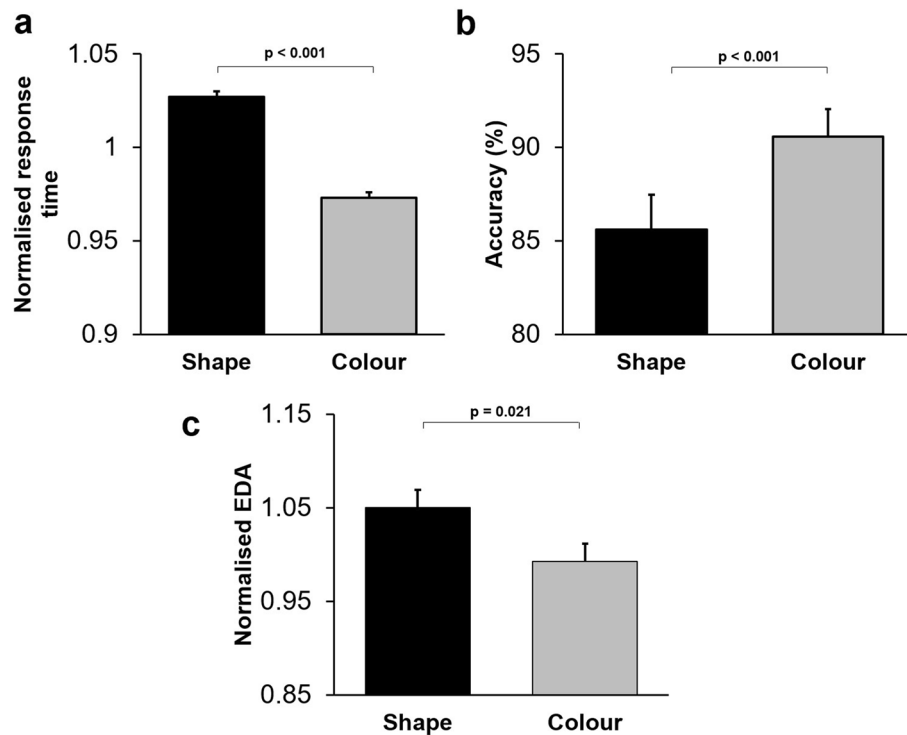 a
Normalised response
time
1.05
1
0.95
0.9
p < 0.001
Shape
Colour
b
Accuracy (%)
95
90
85
80
p < 0.001
Shape
Colour
c
Normalised EDA
1.15
1.05
0.95
0.85
p = 0.021
Shape
Colour